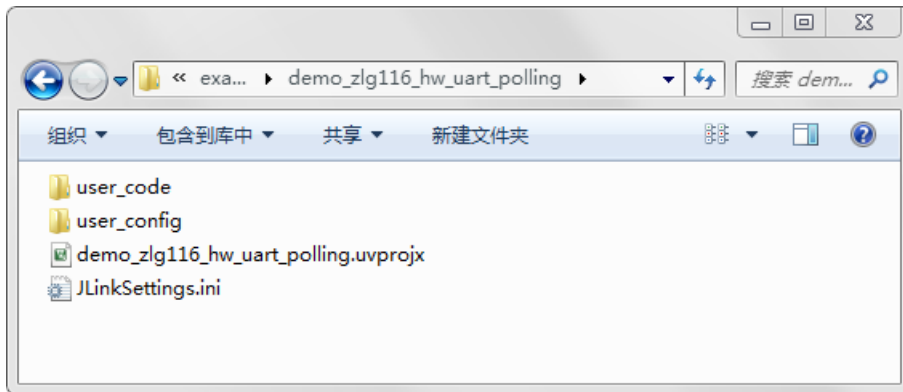 « exa... ▸ demo_zlg116_hw_uart_polling ▸ 搜索 dem...
组织 包含到库中 共享 新建文件夹
user_code
user_config
demo_zlg116_hw_uart_polling.uvprojx
JLinkSettings.ini